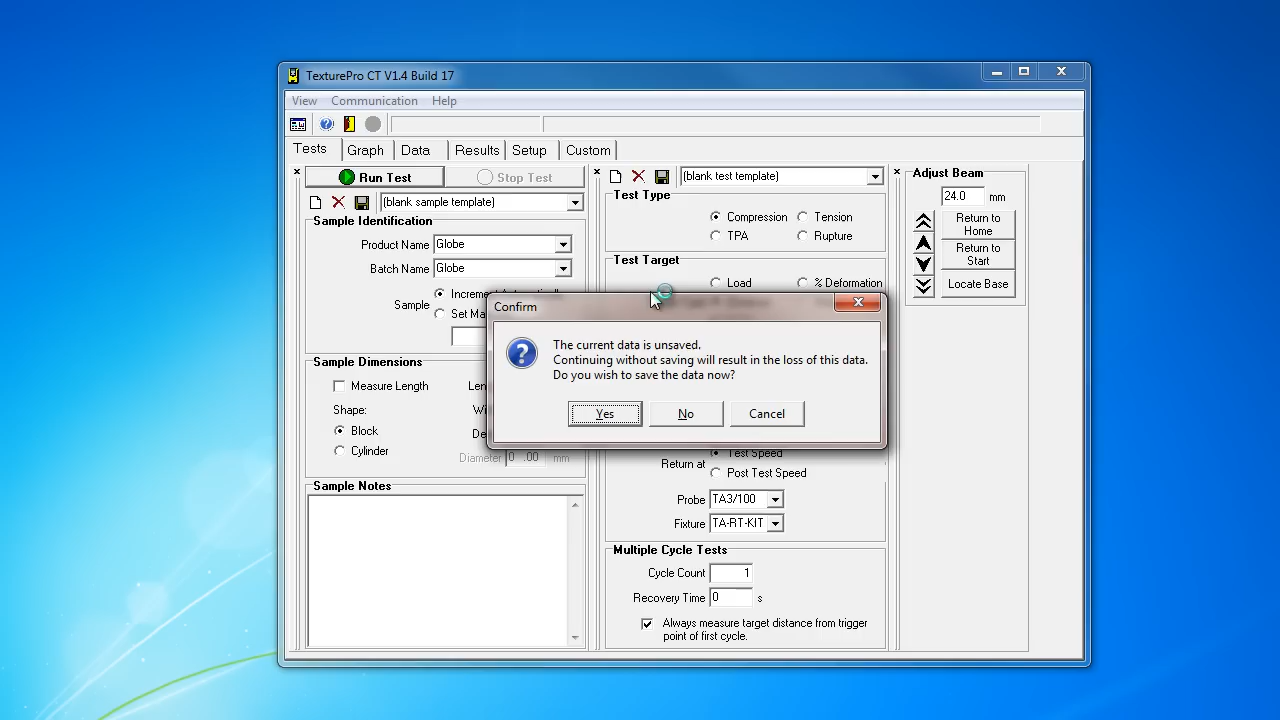 TexturePro CT V1.4 Build 17
View Communication Help
Tests Graph Data Results Setup Custom
Run Test Stop Test
(blank sample template)
Sample Identification
Product Name Globe
Batch Name Globe
Sample
Set Ma
Sample Dimensions
Measure Length
Shape:
Block
Cylinder
Diameter 0 .00 mm
Sample Notes
(blank test template)
Test Type
Compression Tension
TPA Rupture
Test Target
Load % Deformation
Return at Test Speed
Post Test Speed
Probe TA3/100
Fixture TA-RT-KIT
Multiple Cycle Tests
Cycle Count 1
Recovery Time 0 s
Always measure target distance from trigger
point of first cycle.
Adjust Beam
24.0 mm
Return to
Home
Return to
Start
Locate Base
Confirm
The current data is unsaved.
Continuing without saving will result in the loss of this data.
Do you wish to save the data now?
Yes No Cancel